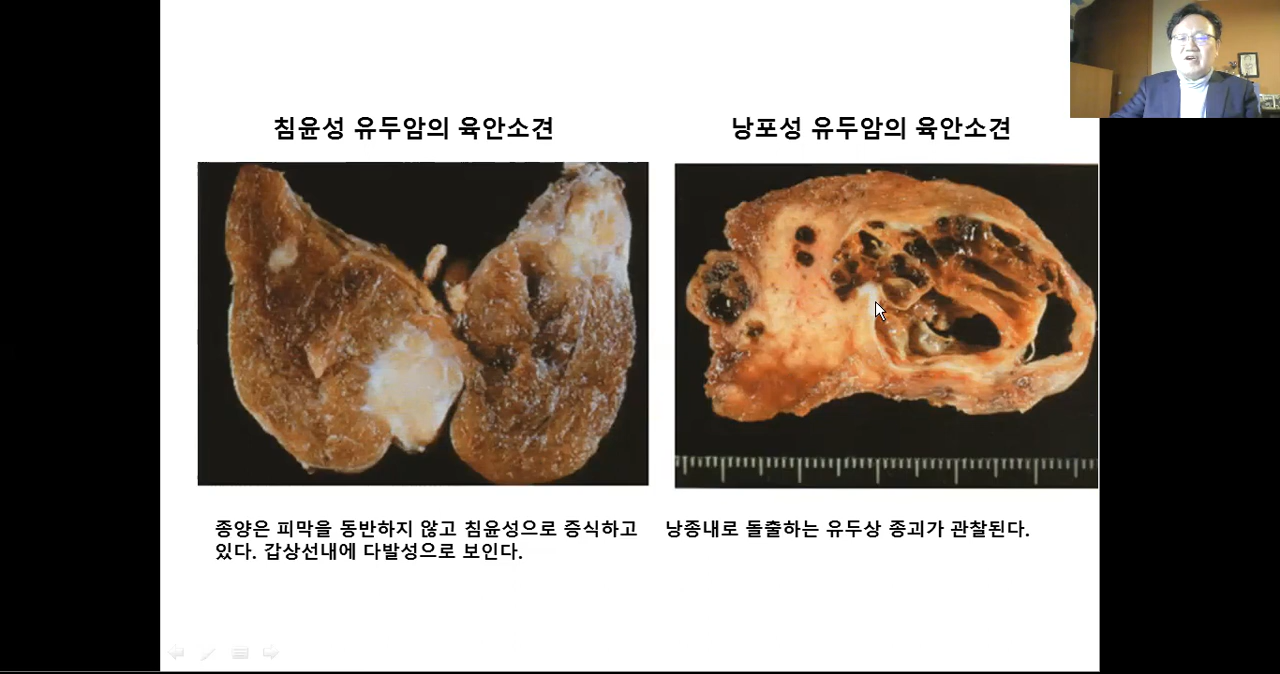 침윤성 유두암의 육안소견
낭포성 유두암의 육안소견
종양은 피막을 동반하지 않고 침윤성으로 증식하고
있다. 갑상선내에 다발성으로 보인다.
낭종내로 돌출하는 유두상 종괴가 관찰된다.